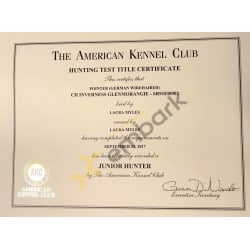 THE AMERICAN KENNEL CLUB
HUNTING TEST TITLE CERTIFICATE
This certifies that
POINTER (GERMAN WIREHAIRED)
CH INVERNESS GLENMORANGIE -
bred by
LAURA MYLES
owned by
LAURA MYLES
having completed the requirements on
SEPTEMBER 24, 2017
has been officially recorded a
JUNIOR HUNTER
by The American Kennel Club
AKC
AMERICAN
KENNEL CLUB
Executive Secretary
embark